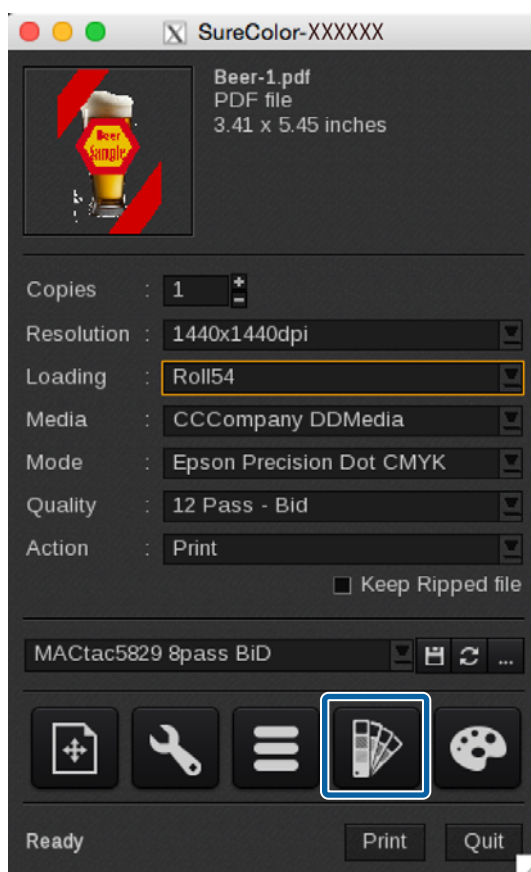 SureColor-XXXXXX
Beer-1.pdf
PDF file
3.41 x 5.45 inches
Beer
Sample
Copies : 1
Resolution : 1440x1440dpi
Loading : Roll54
Media : CCCompany DDMedia
Mode : Epson Precision Dot CMYK
Quality : 12 Pass - Bid
Action : Print
Keep Ripped file
MACtac5829 8pass BiD ...
Ready Print Quit